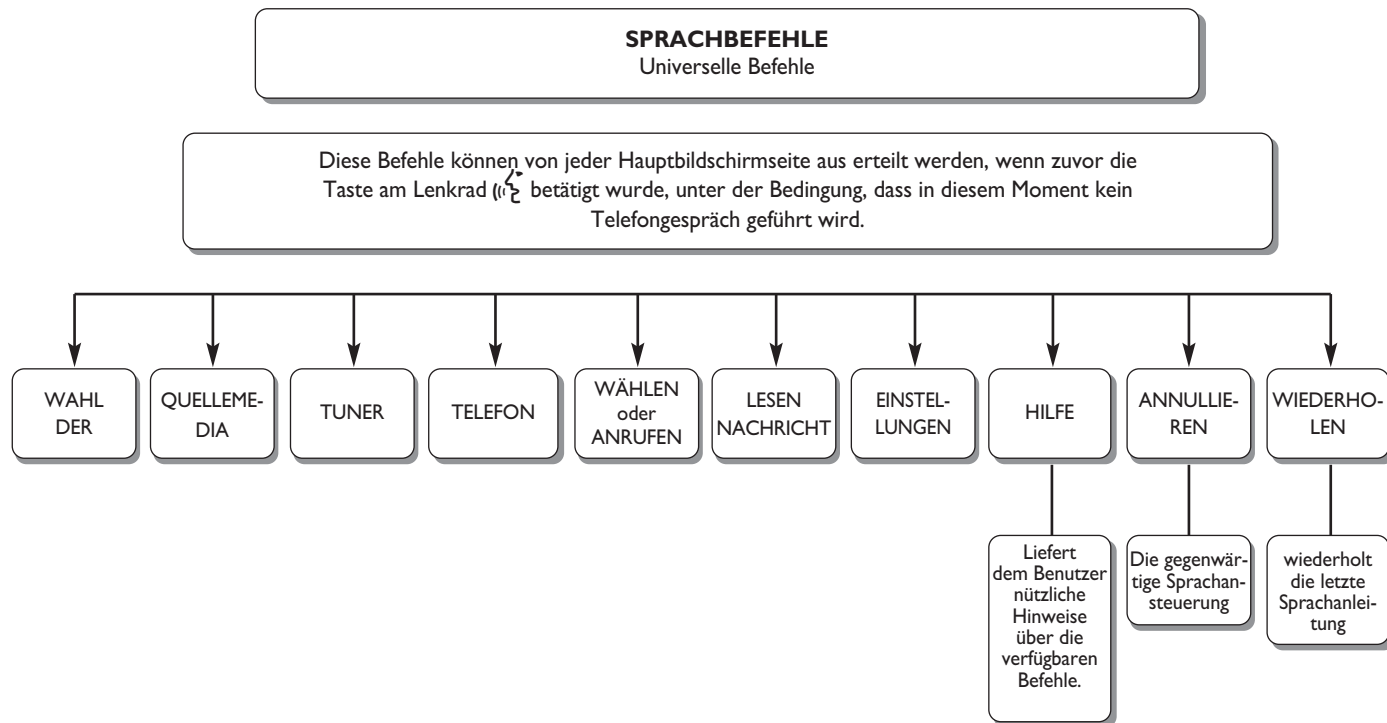 SPRACHBEFEHLE
Universelle Befehle
Diese Befehle können von jeder Hauptbildschirmseite aus erteilt werden, wenn zuvor die
Taste am Lenkrad betätigt wurde, unter der Bedingung, dass in diesem Moment kein
Telefongespräch geführt wird.
WAHL
DER
QUELLEME-
DIA
TUNER
TELEFON
WÄHLEN
oder
ANRUFEN
LESEN
NACHRICHT
EINSTEL-
LUNGEN
HILFE
ANNULLIE-
REN
WIEDERHO-
LEN
Liefert
dem Benutzer
nützliche
Hinweise
über die
verfügbaren
Befehle.
Die gegenwär-
tige Sprachan-
steuerung
wiederholt
die letzte
Sprachanlei-
tung